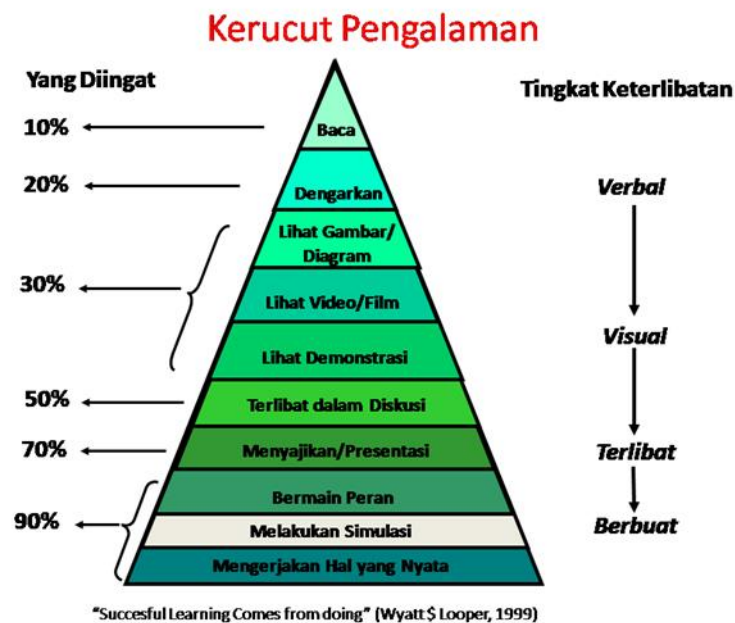 Kerucut Pengalaman
Yang Diingat
Tingkat Keterlibatan
10%
Baca
20%
Dengarkan
Verbal
30%
Lihat Gambar/
Diagram
Lihat Video/Film
Lihat Demonstrasi
Visual
50%
Terlibat dalam Diskusi
70%
Menyajikan/Presentasi
Terlibat
90%
Bermain Peran
Melakukan Simulasi
Mengerjakan Hal yang Nyata
Berbuat
“Succesful Learning Comes from doing” (Wyatt $ Looper, 1999)